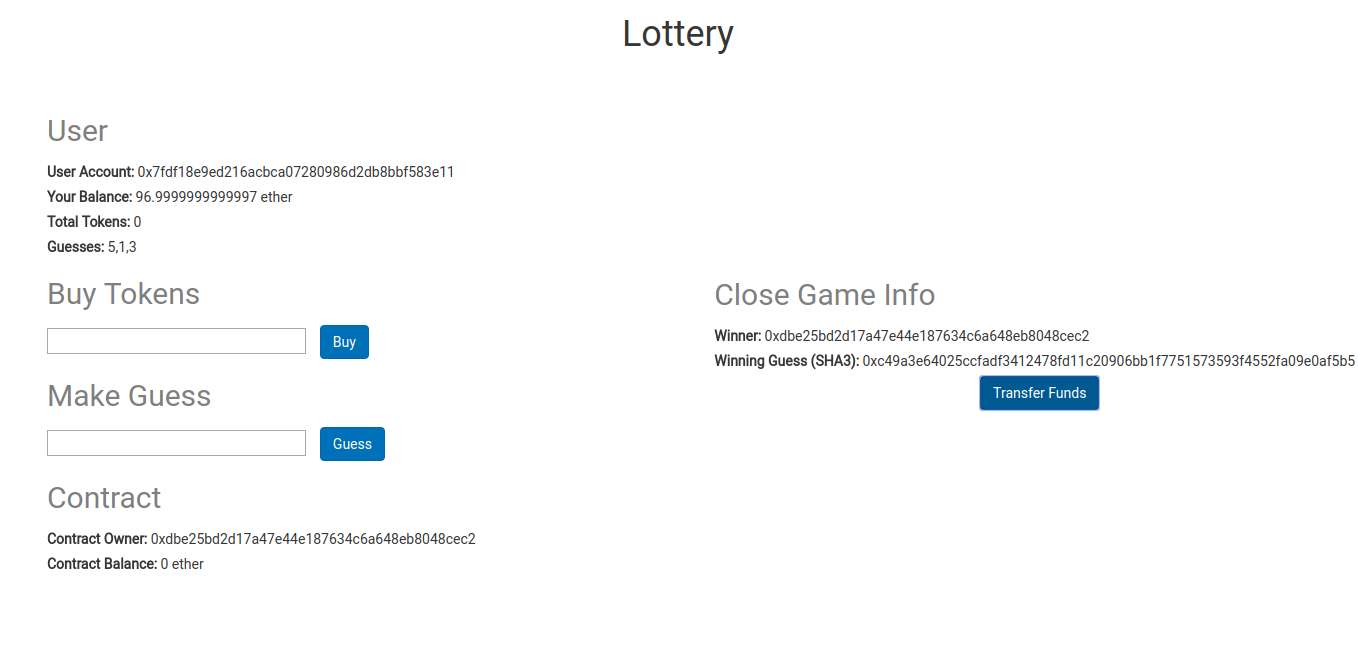 Lottery
User
User Account: 0x7fdf18e9ed216acbca07280986d2db8bbf583e11
Your Balance: 96.9999999999997 ether
Total Tokens: 0
Guesses: 5,1,3
Buy Tokens
Buy
Make Guess
Guess
Contract
Contract Owner: 0xdbe25bd2d17a47e44e187634c6a648eb8048cec2
Contract Balance: 0 ether
Close Game Info
Winner: 0xdbe25bd2d17a47e44e187634c6a648eb8048cec2
Winning Guess (SHA3): 0xc49a3e64025ccfadf3412478fd11c20906bb1f7751573593f4552fa09e0af5b5
Transfer Funds